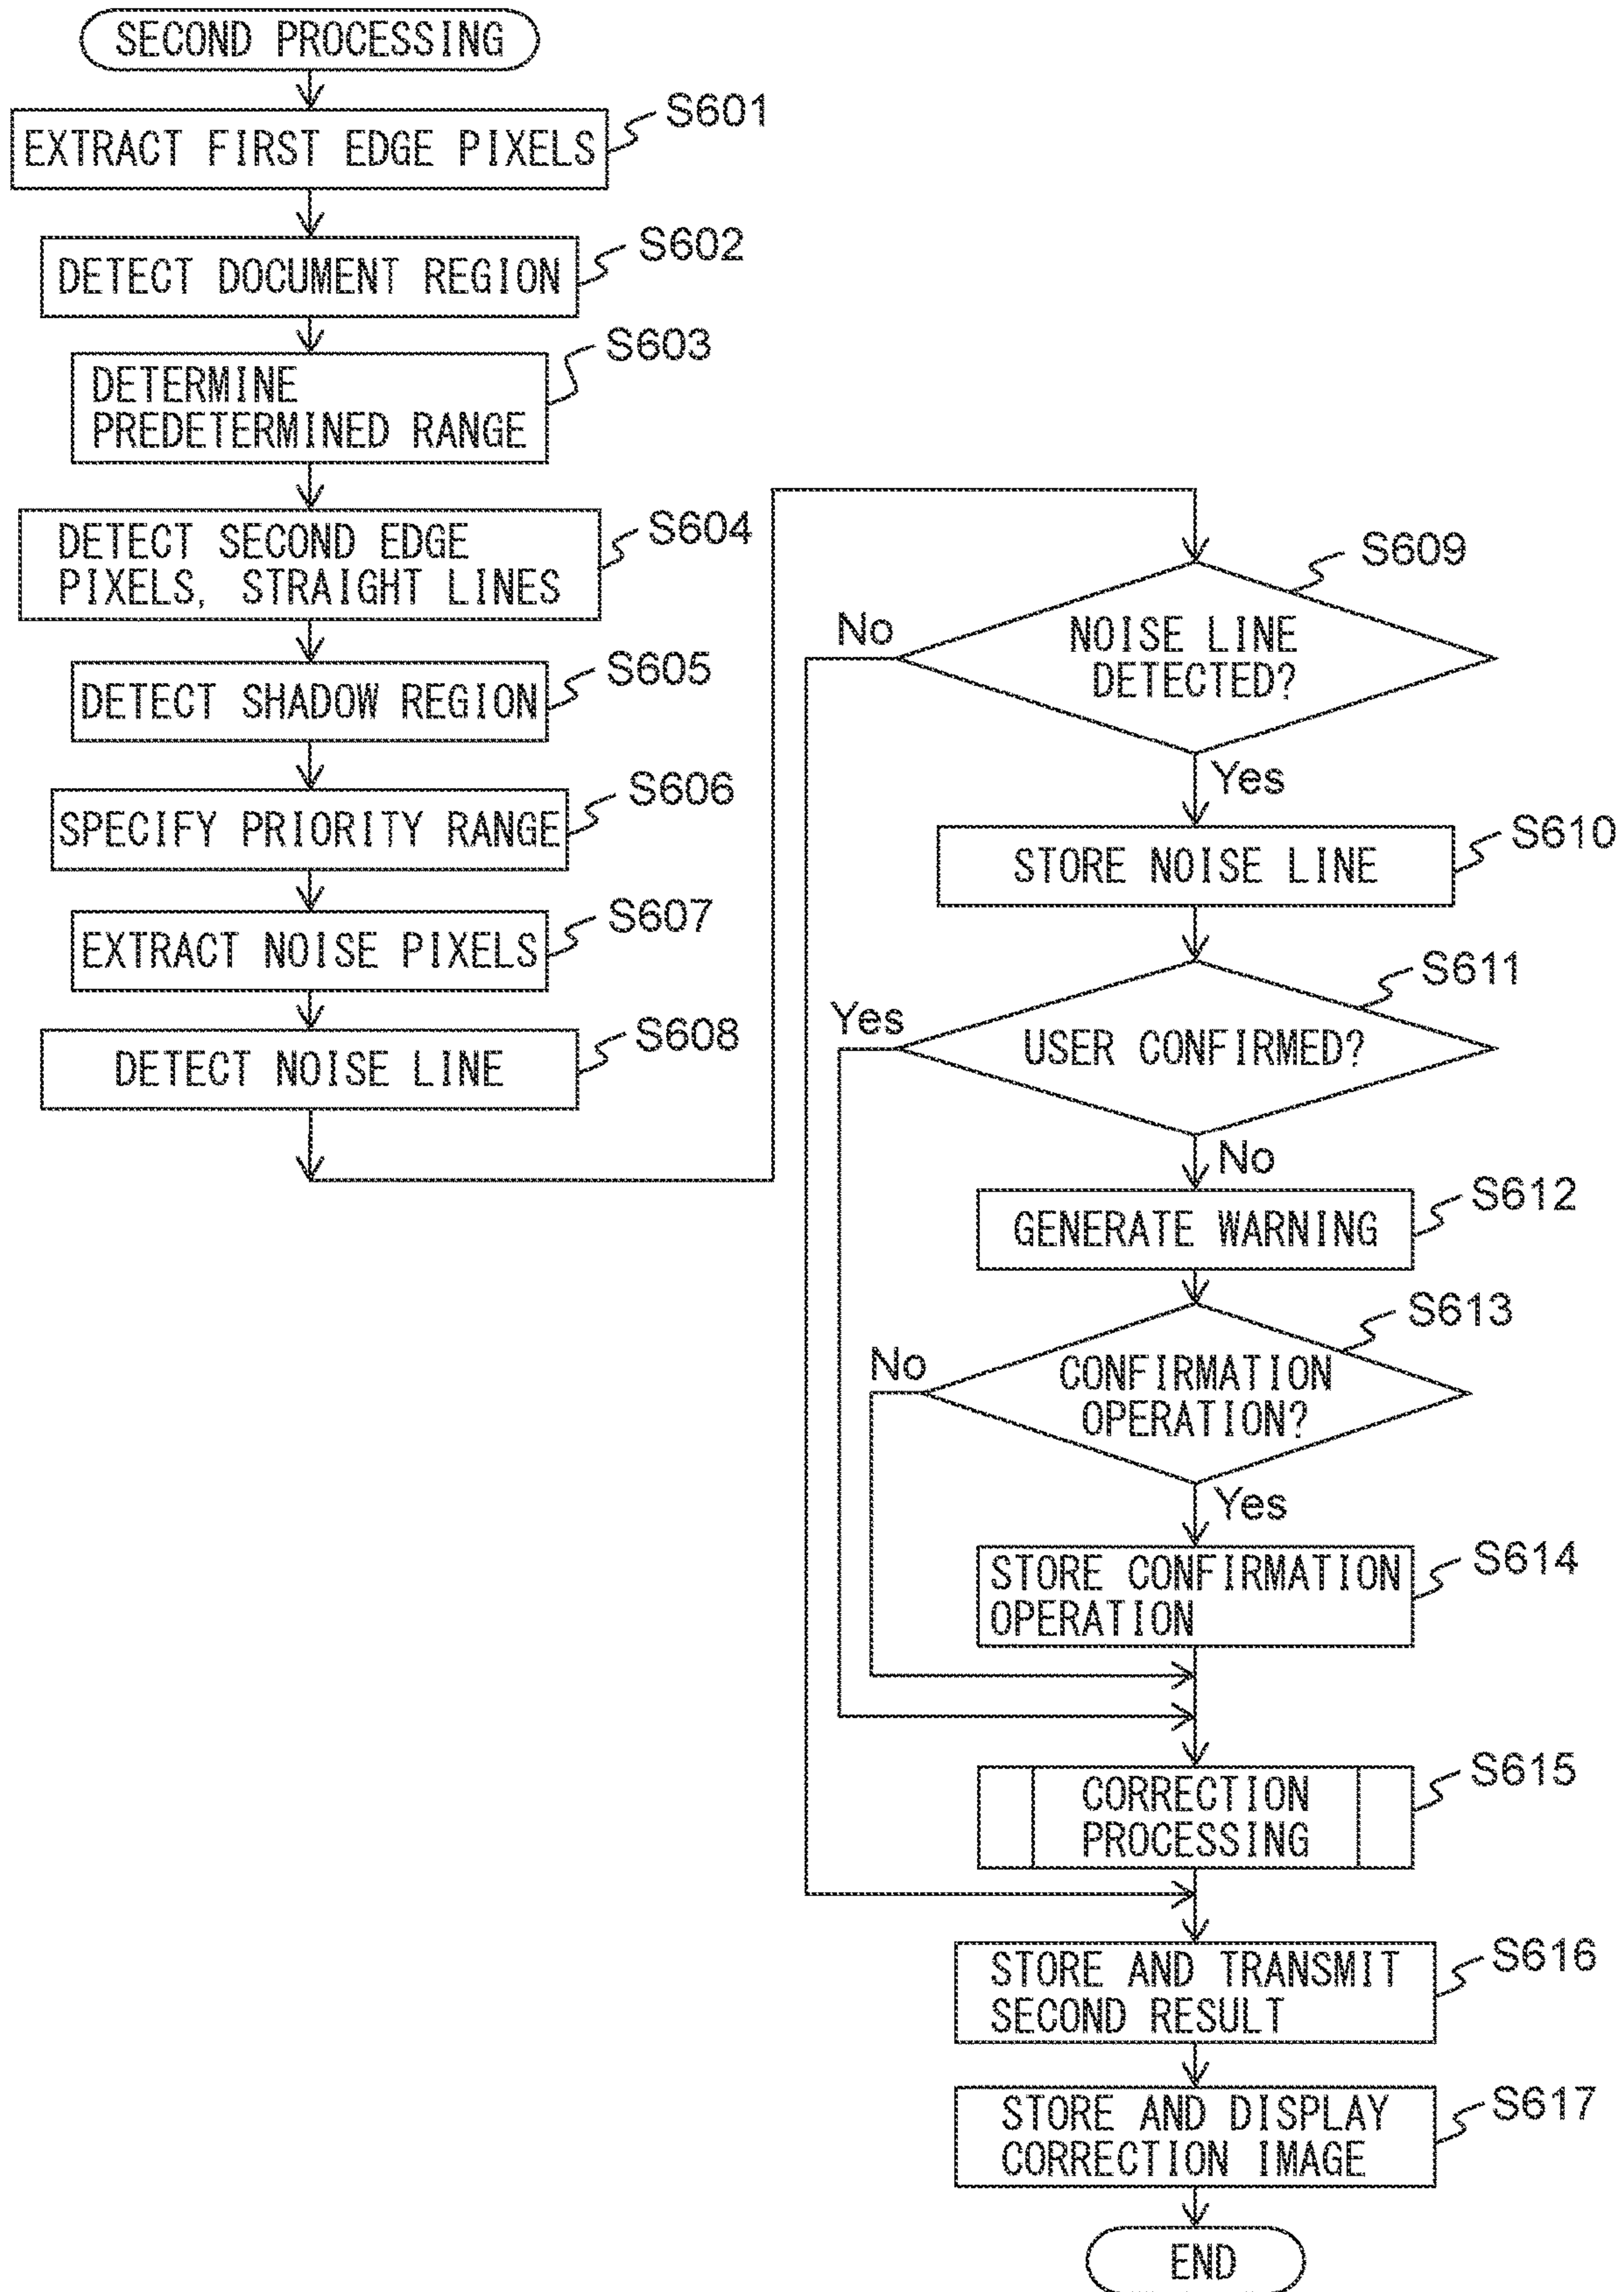 SECOND PROCESSING
S601
EXTRACT FIRST EDGE PIXELS
S602
DETECT DOCUMENT REGION
S603
DETERMINE
PREDETERMINED RANGE
S604
DETECT SECOND EDGE
PIXELS, STRAIGHT LINES
S605
DETECT SHADOW REGION
S606
SPECIFY PRIORITY RANGE
S607
EXTRACT NOISE PIXELS
S608
DETECT NOISE LINE
S609
No
NOISE LINE
DETECTED?
Yes
S610
STORE NOISE LINE
S611
Yes
USER CONFIRMED?
No
S612
GENERATE WARNING
S613
No
CONFIRMATION
OPERATION?
Yes
S614
STORE CONFIRMATION
OPERATION
S615
CORRECTION
PROCESSING
S616
STORE AND TRANSMIT
SECOND RESULT
S617
STORE AND DISPLAY
CORRECTION IMAGE
END